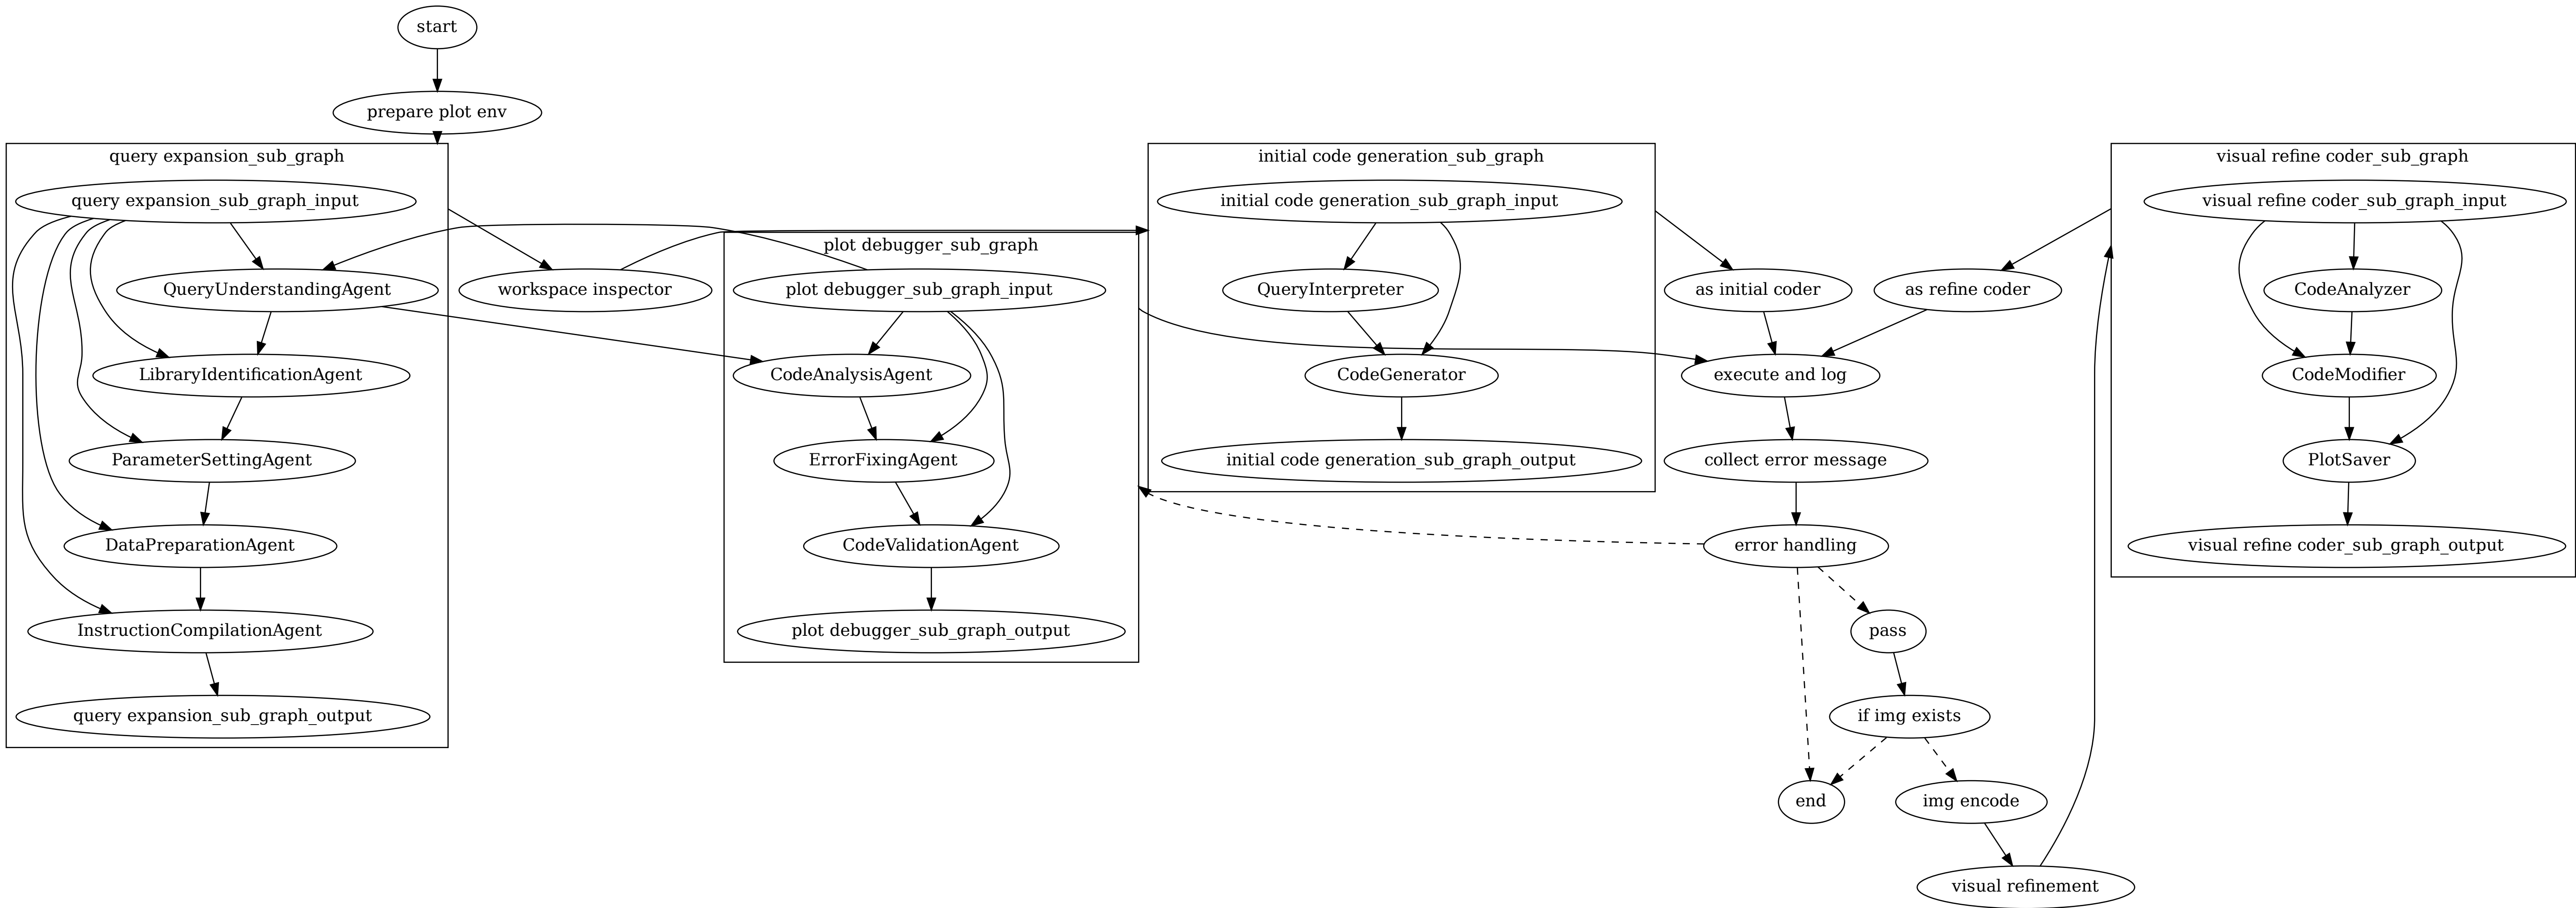 start
prepare plot env
query expansion_sub_graph
query expansion_sub_graph_input
QueryUnderstandingAgent
LibraryIdentificationAgent
ParameterSettingAgent
DataPreparationAgent
InstructionCompilationAgent
query expansion_sub_graph_output
workspace inspector
plot debugger_sub_graph
plot debugger_sub_graph_input
CodeAnalysisAgent
ErrorFixingAgent
CodeValidationAgent
plot debugger_sub_graph_output
initial code generation_sub_graph
initial code generation_sub_graph_input
QueryInterpreter
CodeGenerator
initial code generation_sub_graph_output
as initial coder
as refine coder
execute and log
collect error message
error handling
pass
if img exists
end
img encode
visual refinement
visual refine coder_sub_graph
visual refine coder_sub_graph_input
CodeAnalyzer
CodeModifier
PlotSaver
visual refine coder_sub_graph_output